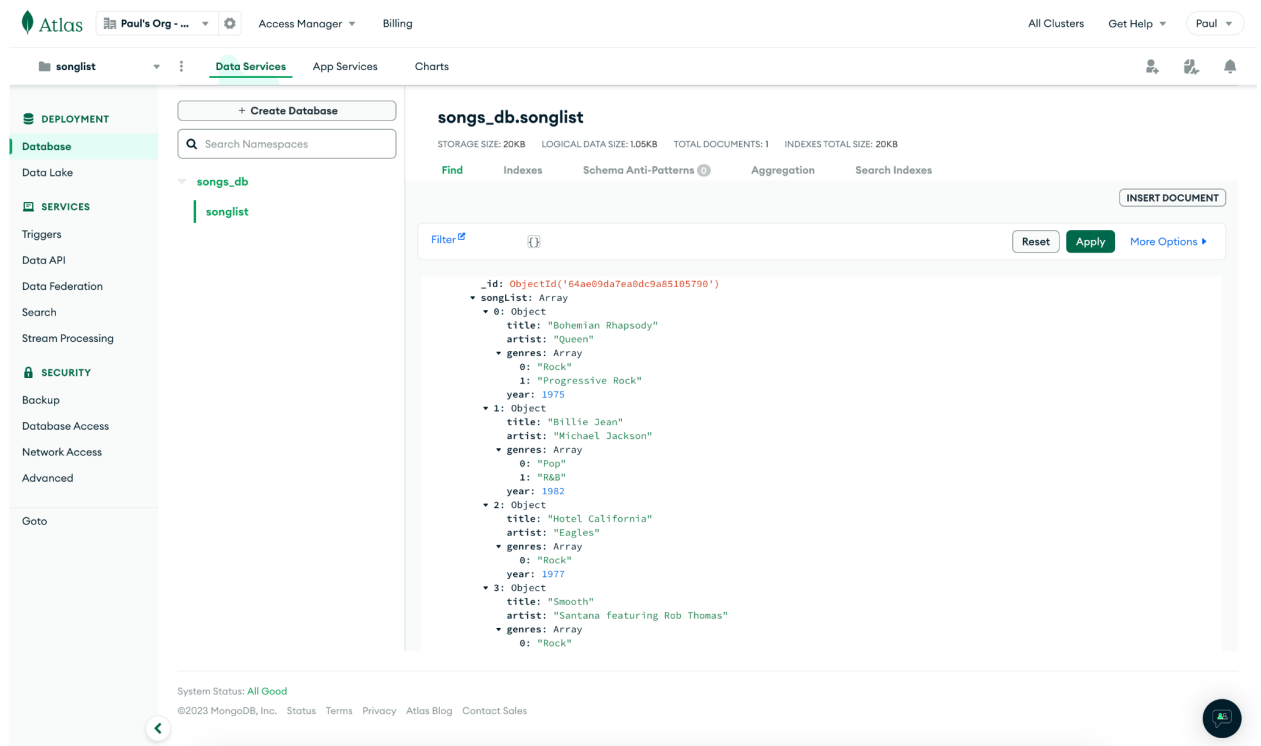 Atlas Paul's Org - ... Access Manager Billing All Clusters Get Help Paul
songlist Data Services App Services Charts
DEPLOYMENT
Database
Data Lake
SERVICES
Triggers
Data API
Data Federation
Search
Stream Processing
SECURITY
Backup
Database Access
Network Access
Advanced
Goto
+ Create Database
Search Namespaces
songs_db
songlist
songs_db.songlist
STORAGE SIZE: 20KB LOGICAL DATA SIZE: 1.05KB TOTAL DOCUMENTS: 1 INDEXES TOTAL SIZE: 20KB
Find Indexes Schema Anti-Patterns 0 Aggregation Search Indexes
INSERT DOCUMENT
Filter {} Reset Apply More Options
_id: ObjectId('64ae09da7ea0dc9a85105790')
songList: Array
0: Object
title: "Bohemian Rhapsody"
artist: "Queen"
genres: Array
0: "Rock"
1: "Progressive Rock"
year: 1975
1: Object
title: "Billie Jean"
artist: "Michael Jackson"
genres: Array
0: "Pop"
1: "R&B"
year: 1982
2: Object
title: "Hotel California"
artist: "Eagles"
genres: Array
0: "Rock"
year: 1977
3: Object
title: "Smooth"
artist: "Santana featuring Rob Thomas"
genres: Array
0: "Rock"
System Status: All Good
©2023 MongoDB, Inc. Status Terms Privacy Atlas Blog Contact Sales